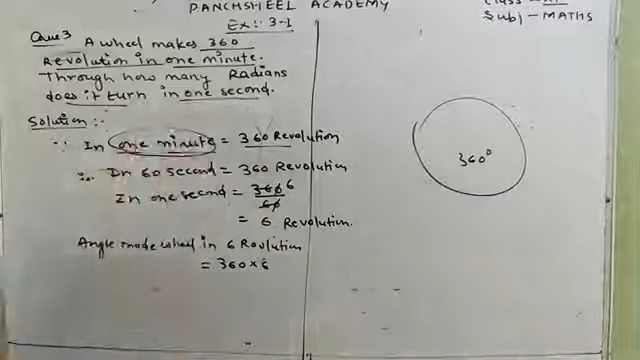 PANCHSHEEL ACADEMY
Subj - MATHS
Ex:- 3-1
Que3 A wheel makes 360
Revolution in one minute.
Through how many Radians
does it turn in one second.
Solution :-
∵ In one minute = 360 Revolution
∴ In 60 second = 360 Revolution
In one second = 360/60 6
= 6 Revolution.
Angle made wheel in 6 Roulution
= 360×6
360°